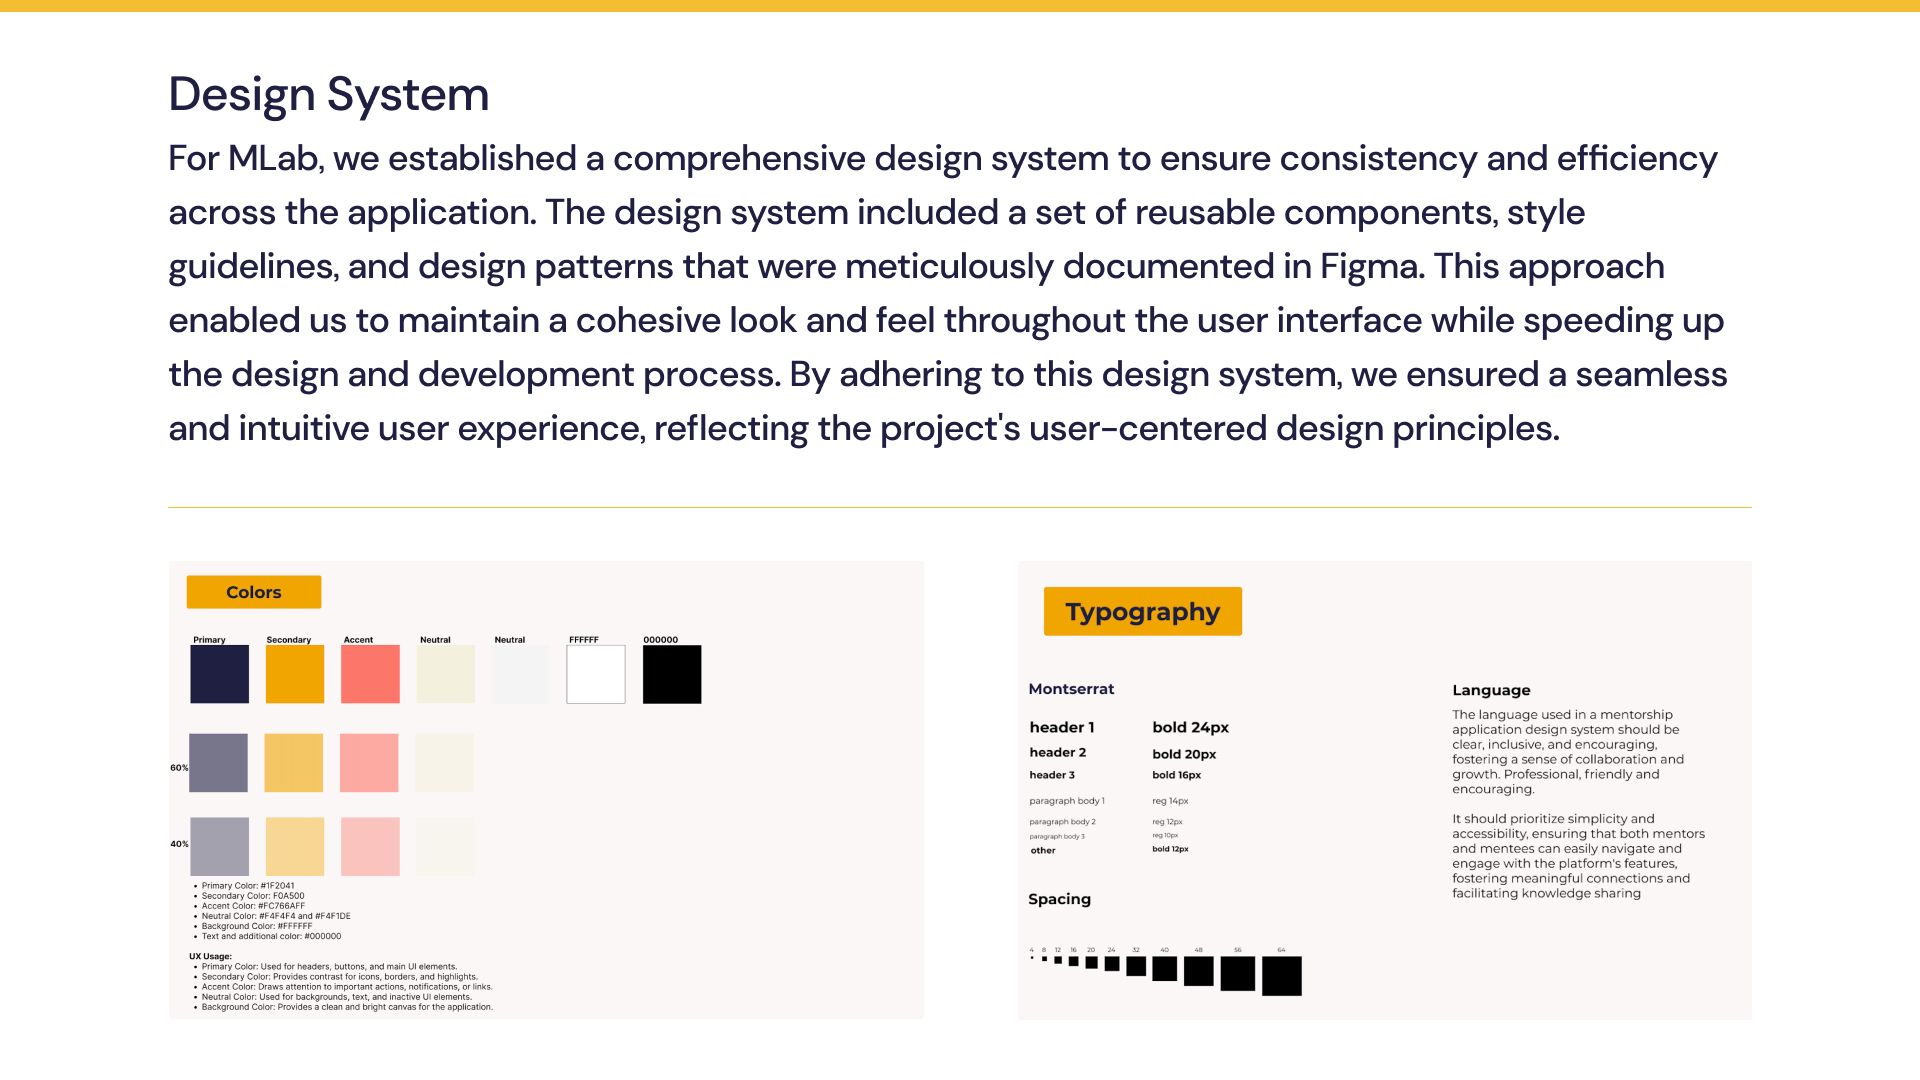 Design System
For MLab, we established a comprehensive design system to ensure consistency and efficiency
across the application. The design system included a set of reusable components, style
guidelines, and design patterns that were meticulously documented in Figma. This approach
enabled us to maintain a cohesive look and feel throughout the user interface while speeding up
the design and development process. By adhering to this design system, we ensured a seamless
and intuitive user experience, reflecting the project's user-centered design principles.
Colors
Primary Secondary Accent Neutral Neutral FFFFFF 000000
60%
40%
• Primary Color: #1F2041
• Secondary Color: F0A500
• Accent Color: #FC766AFF
• Neutral Color: #F4F4F4 and #F4F1DE
• Background Color: #FFFFFF
• Text and additional color: #000000
UX Usage:
• Primary Color: Used for headers, buttons, and main UI elements.
• Secondary Color: Provides contrast for icons, borders, and highlights.
• Accent Color: Draws attention to important actions, notifications, or links.
• Neutral Color: Used for backgrounds, text, and inactive UI elements.
• Background Color: Provides a clean and bright canvas for the application.
Typography
Montserrat
header 1 bold 24px
header 2 bold 20px
header 3 bold 16px
paragraph body 1 reg 14px
paragraph body 2 reg 12px
paragraph body 3 reg 10px
other bold 12px
Spacing
4 8 12 16 20 24 32 40 48 56 64
Language
The language used in a mentorship
application design system should be
clear, inclusive, and encouraging,
fostering a sense of collaboration and
growth. Professional, friendly and
encouraging.
It should prioritize simplicity and
accessibility, ensuring that both mentors
and mentees can easily navigate and
engage with the platform's features,
fostering meaningful connections and
facilitating knowledge sharing